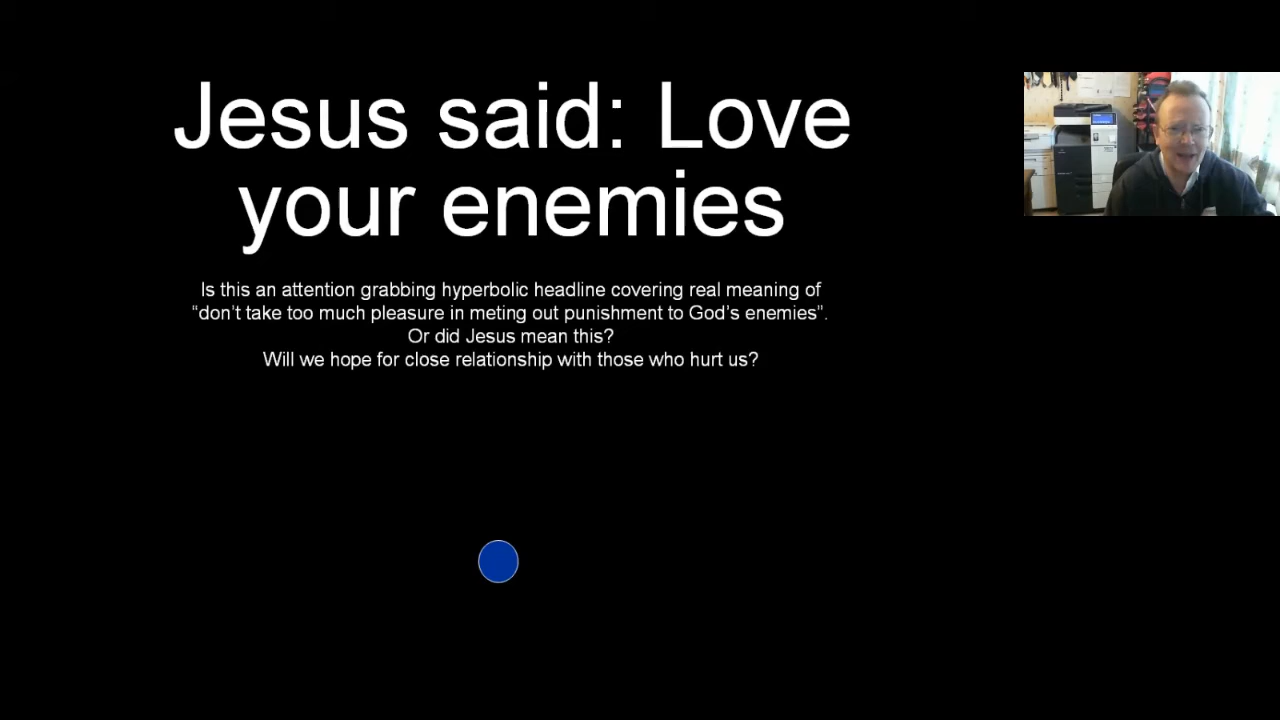 Jesus said: Love
your enemies
Is this an attention grabbing hyperbolic headline covering real meaning of
“don’t take too much pleasure in meting out punishment to God’s enemies”.
Or did Jesus mean this?
Will we hope for close relationship with those who hurt us?